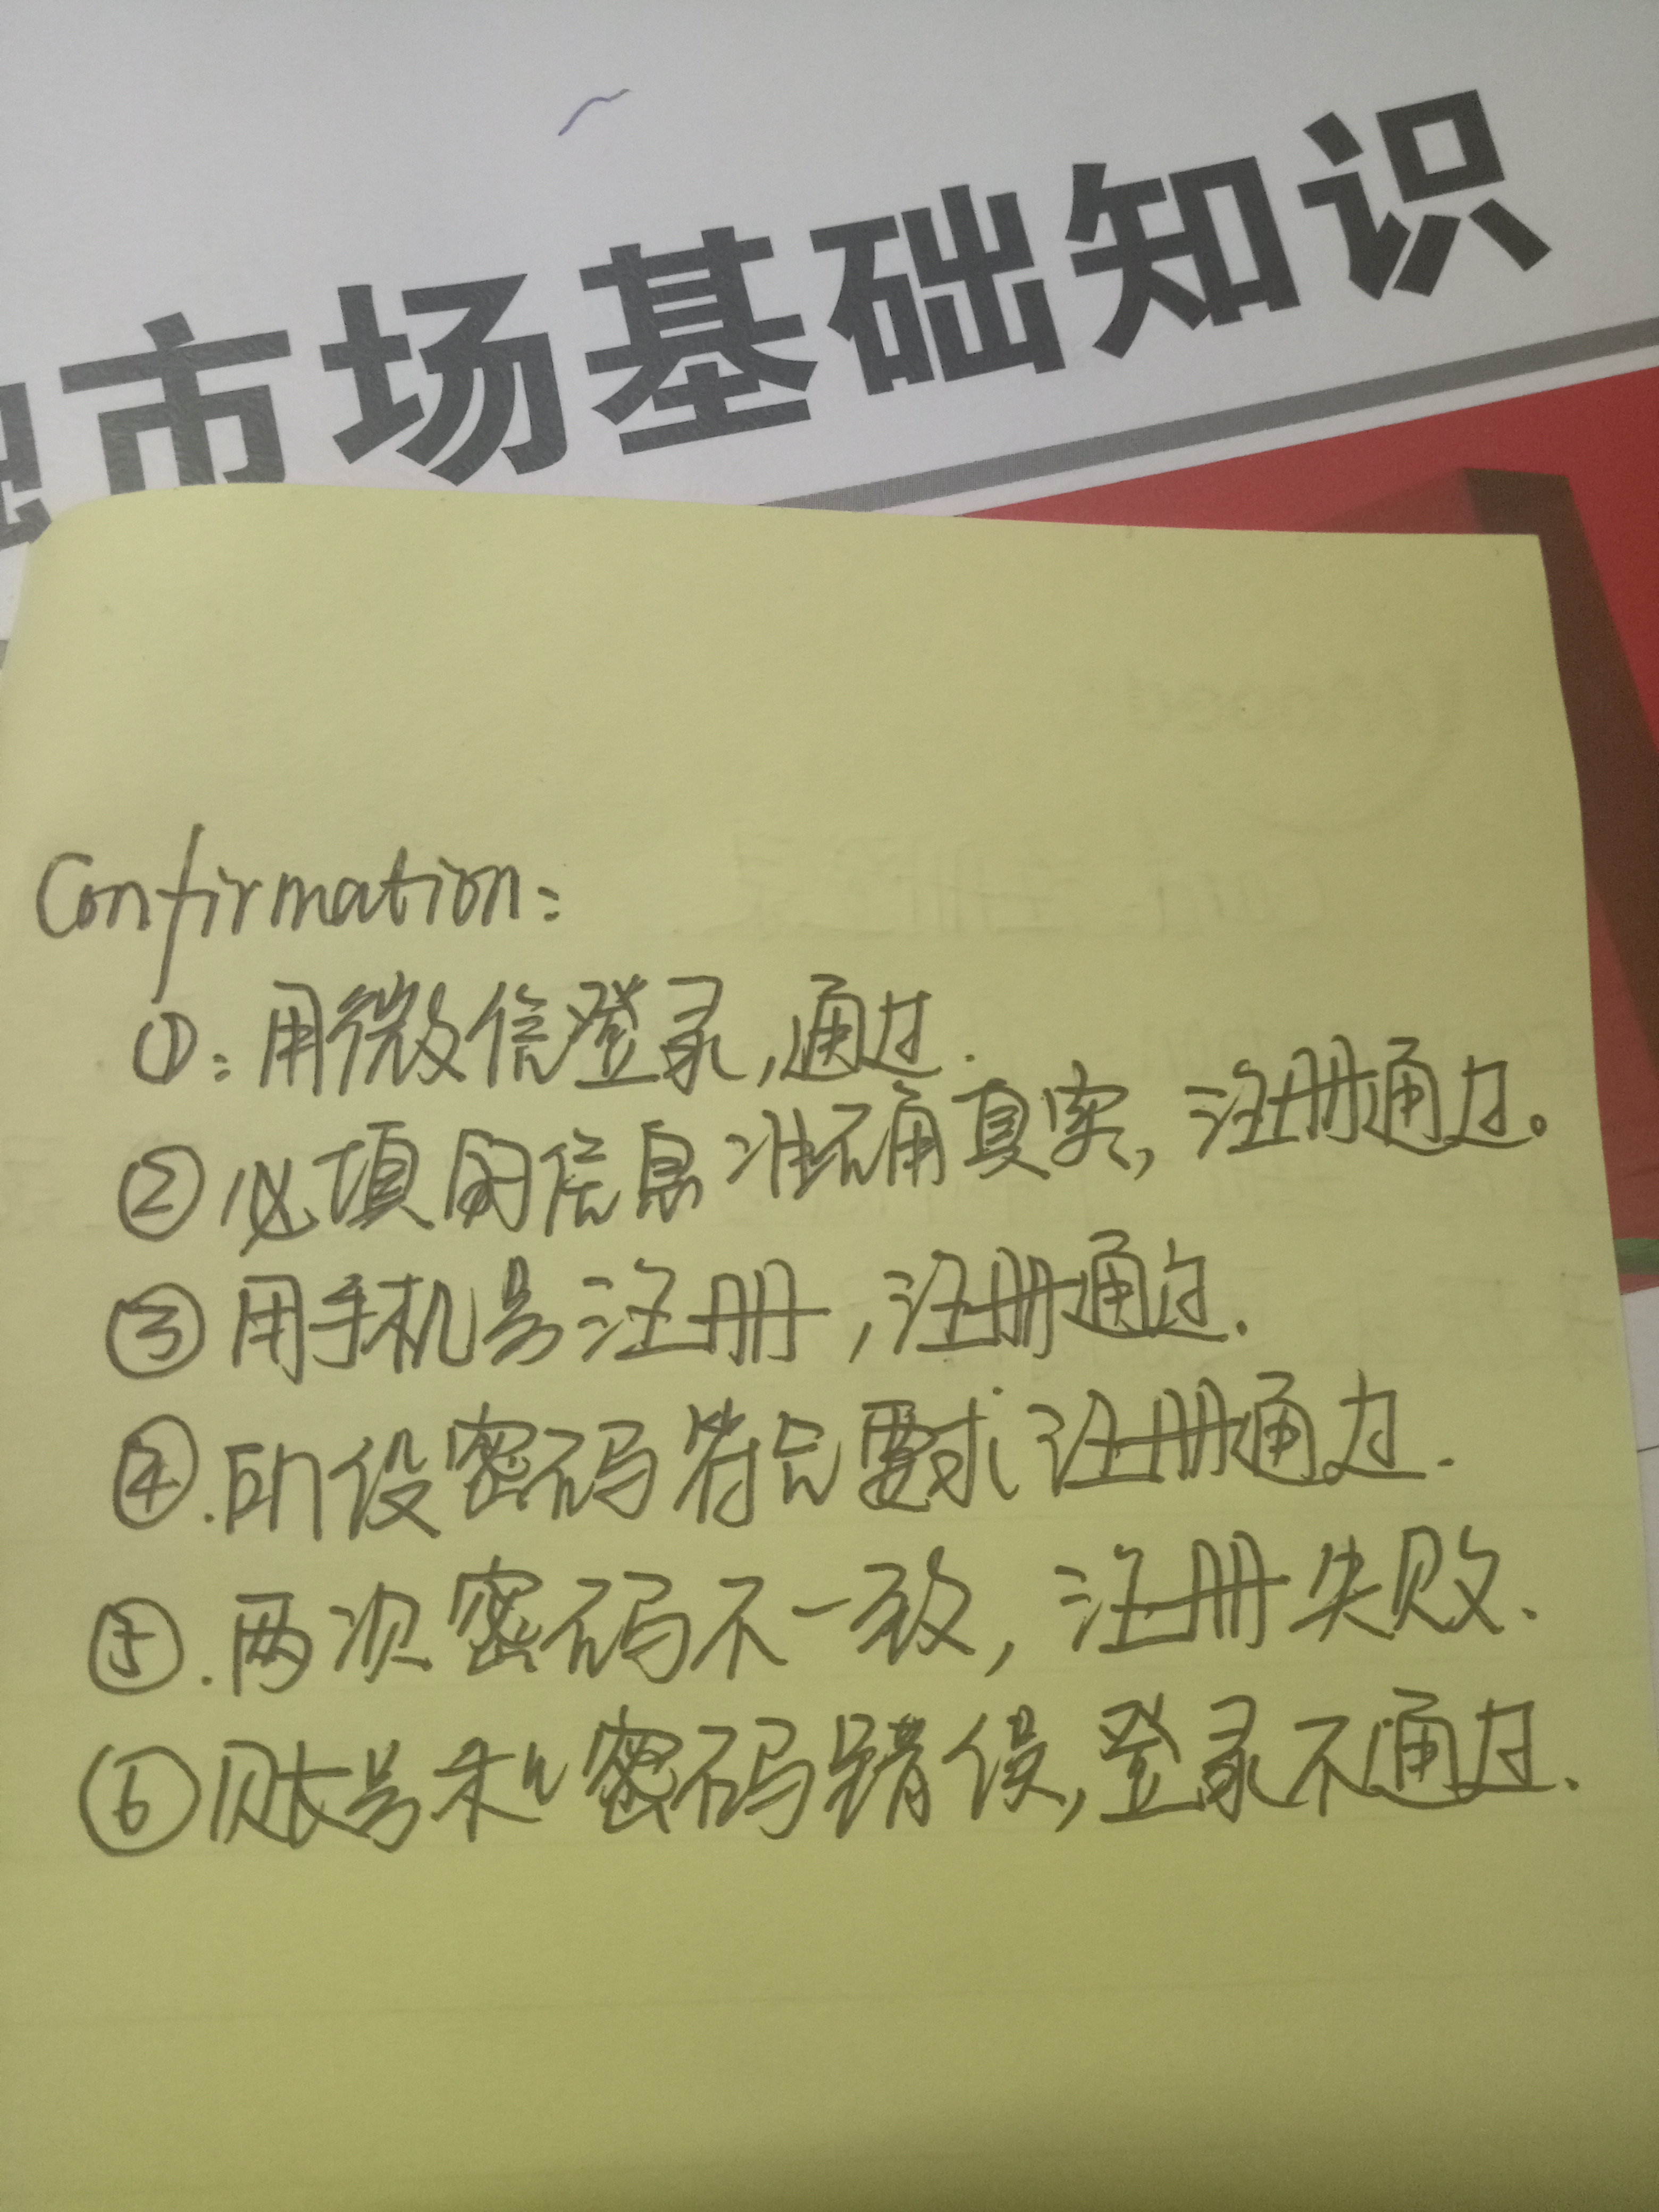 市场基础知识
Confirmation:
①:用微信登录,通过.
②必填的信息准确真实,注册通过。
③用手机号注册,注册通过.
④.所设密码符合要求注册通过.
⑤.两次密码不一致,注册失败.
⑥账号和密码错误,登录不通过.